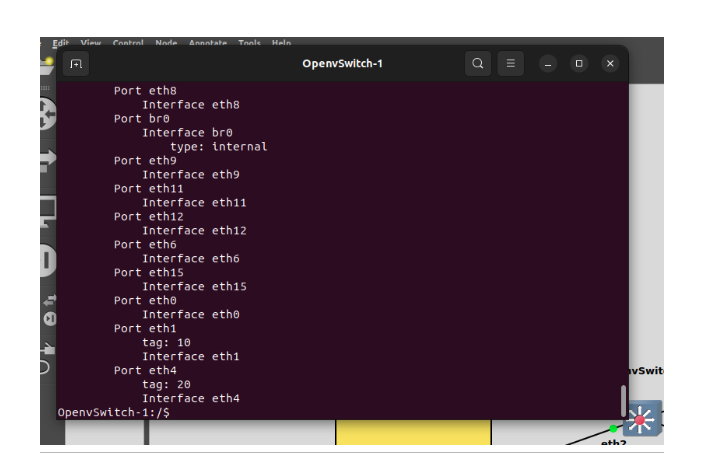 Edit View Control Node Annotate Tools Help
OpenvSwitch-1
Port eth8
Interface eth8
Port br0
Interface br0
type: internal
Port eth9
Interface eth9
Port eth11
Interface eth11
Port eth12
Interface eth12
Port eth6
Interface eth6
Port eth15
Interface eth15
Port eth0
Interface eth0
Port eth1
tag: 10
Interface eth1
Port eth4
tag: 20
Interface eth4
OpenvSwitch-1:/$